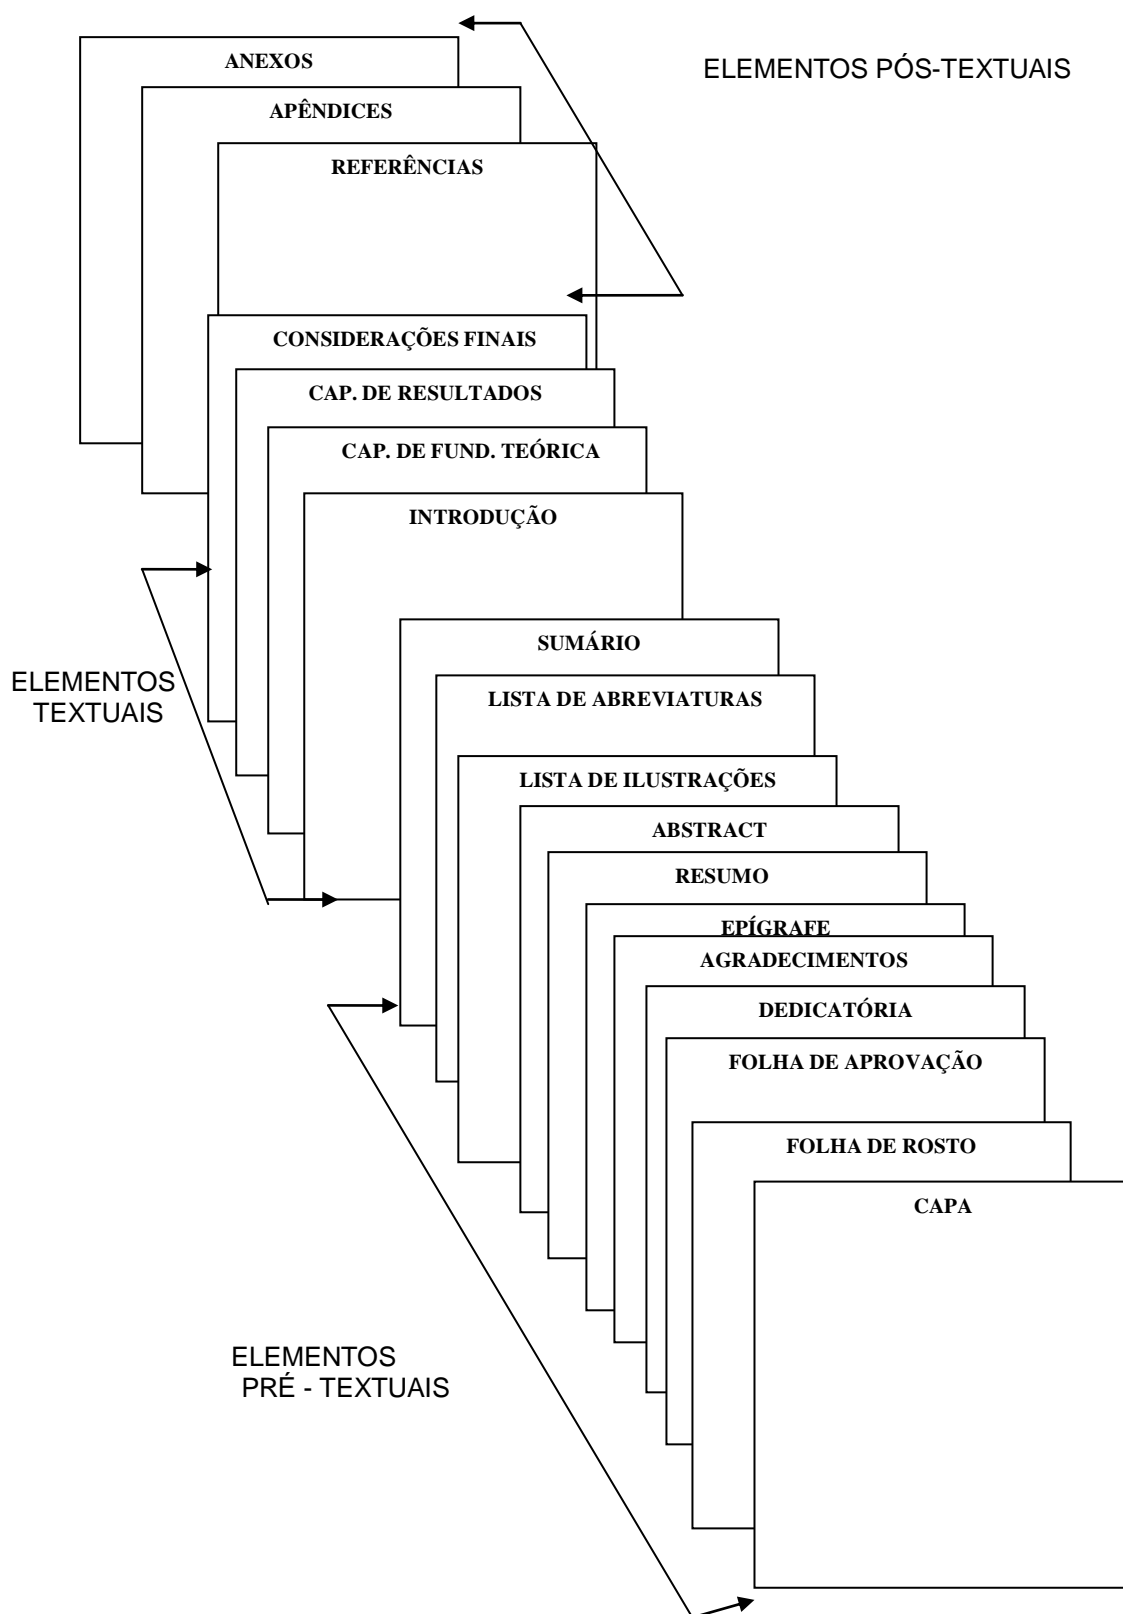 ELEMENTOS PÓS-TEXTUAIS
ANEXOS
APÊNDICES
REFERÊNCIAS
CONSIDERAÇÕES FINAIS
CAP. DE RESULTADOS
CAP. DE FUND. TEÓRICA
INTRODUÇÃO
SUMÁRIO
ELEMENTOS
TEXTUAIS
LISTA DE ABREVIATURAS
LISTA DE ILUSTRAÇÕES
ABSTRACT
RESUMO
EPÍGRAFE
AGRADECIMENTOS
DEDICATÓRIA
FOLHA DE APROVAÇÃO
FOLHA DE ROSTO
CAPA
ELEMENTOS
PRÉ - TEXTUAIS